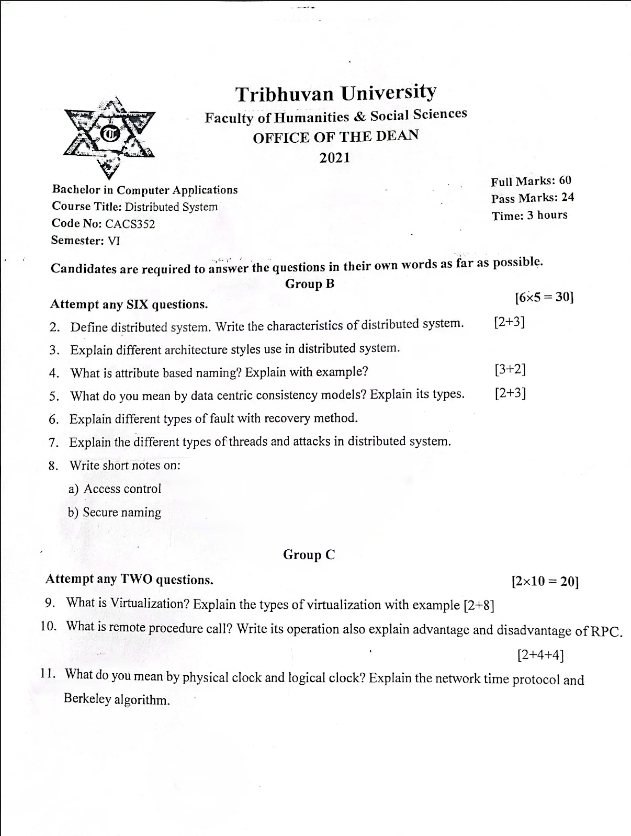 Tribhuvan University
Faculty of Humanities & Social Sciences
OFFICE OF THE DEAN
2021
Bachelor in Computer Applications
Course Title: Distributed System
Code No: CACS352
Semester: VI
Full Marks: 60
Pass Marks: 24
Time: 3 hours
Candidates are required to answer the questions in their own words as far as possible.
Group B
Attempt any SIX questions. [6×5 = 30]
2. Define distributed system. Write the characteristics of distributed system. [2+3]
3. Explain different architecture styles use in distributed system.
4. What is attribute based naming? Explain with example? [3+2]
5. What do you mean by data centric consistency models? Explain its types. [2+3]
6. Explain different types of fault with recovery method.
7. Explain the different types of threads and attacks in distributed system.
8. Write short notes on:
a) Access control
b) Secure naming
Group C
Attempt any TWO questions. [2×10 = 20]
9. What is Virtualization? Explain the types of virtualization with example [2+8]
10. What is remote procedure call? Write its operation also explain advantage and disadvantage of RPC.
[2+4+4]
11. What do you mean by physical clock and logical clock? Explain the network time protocol and
Berkeley algorithm.